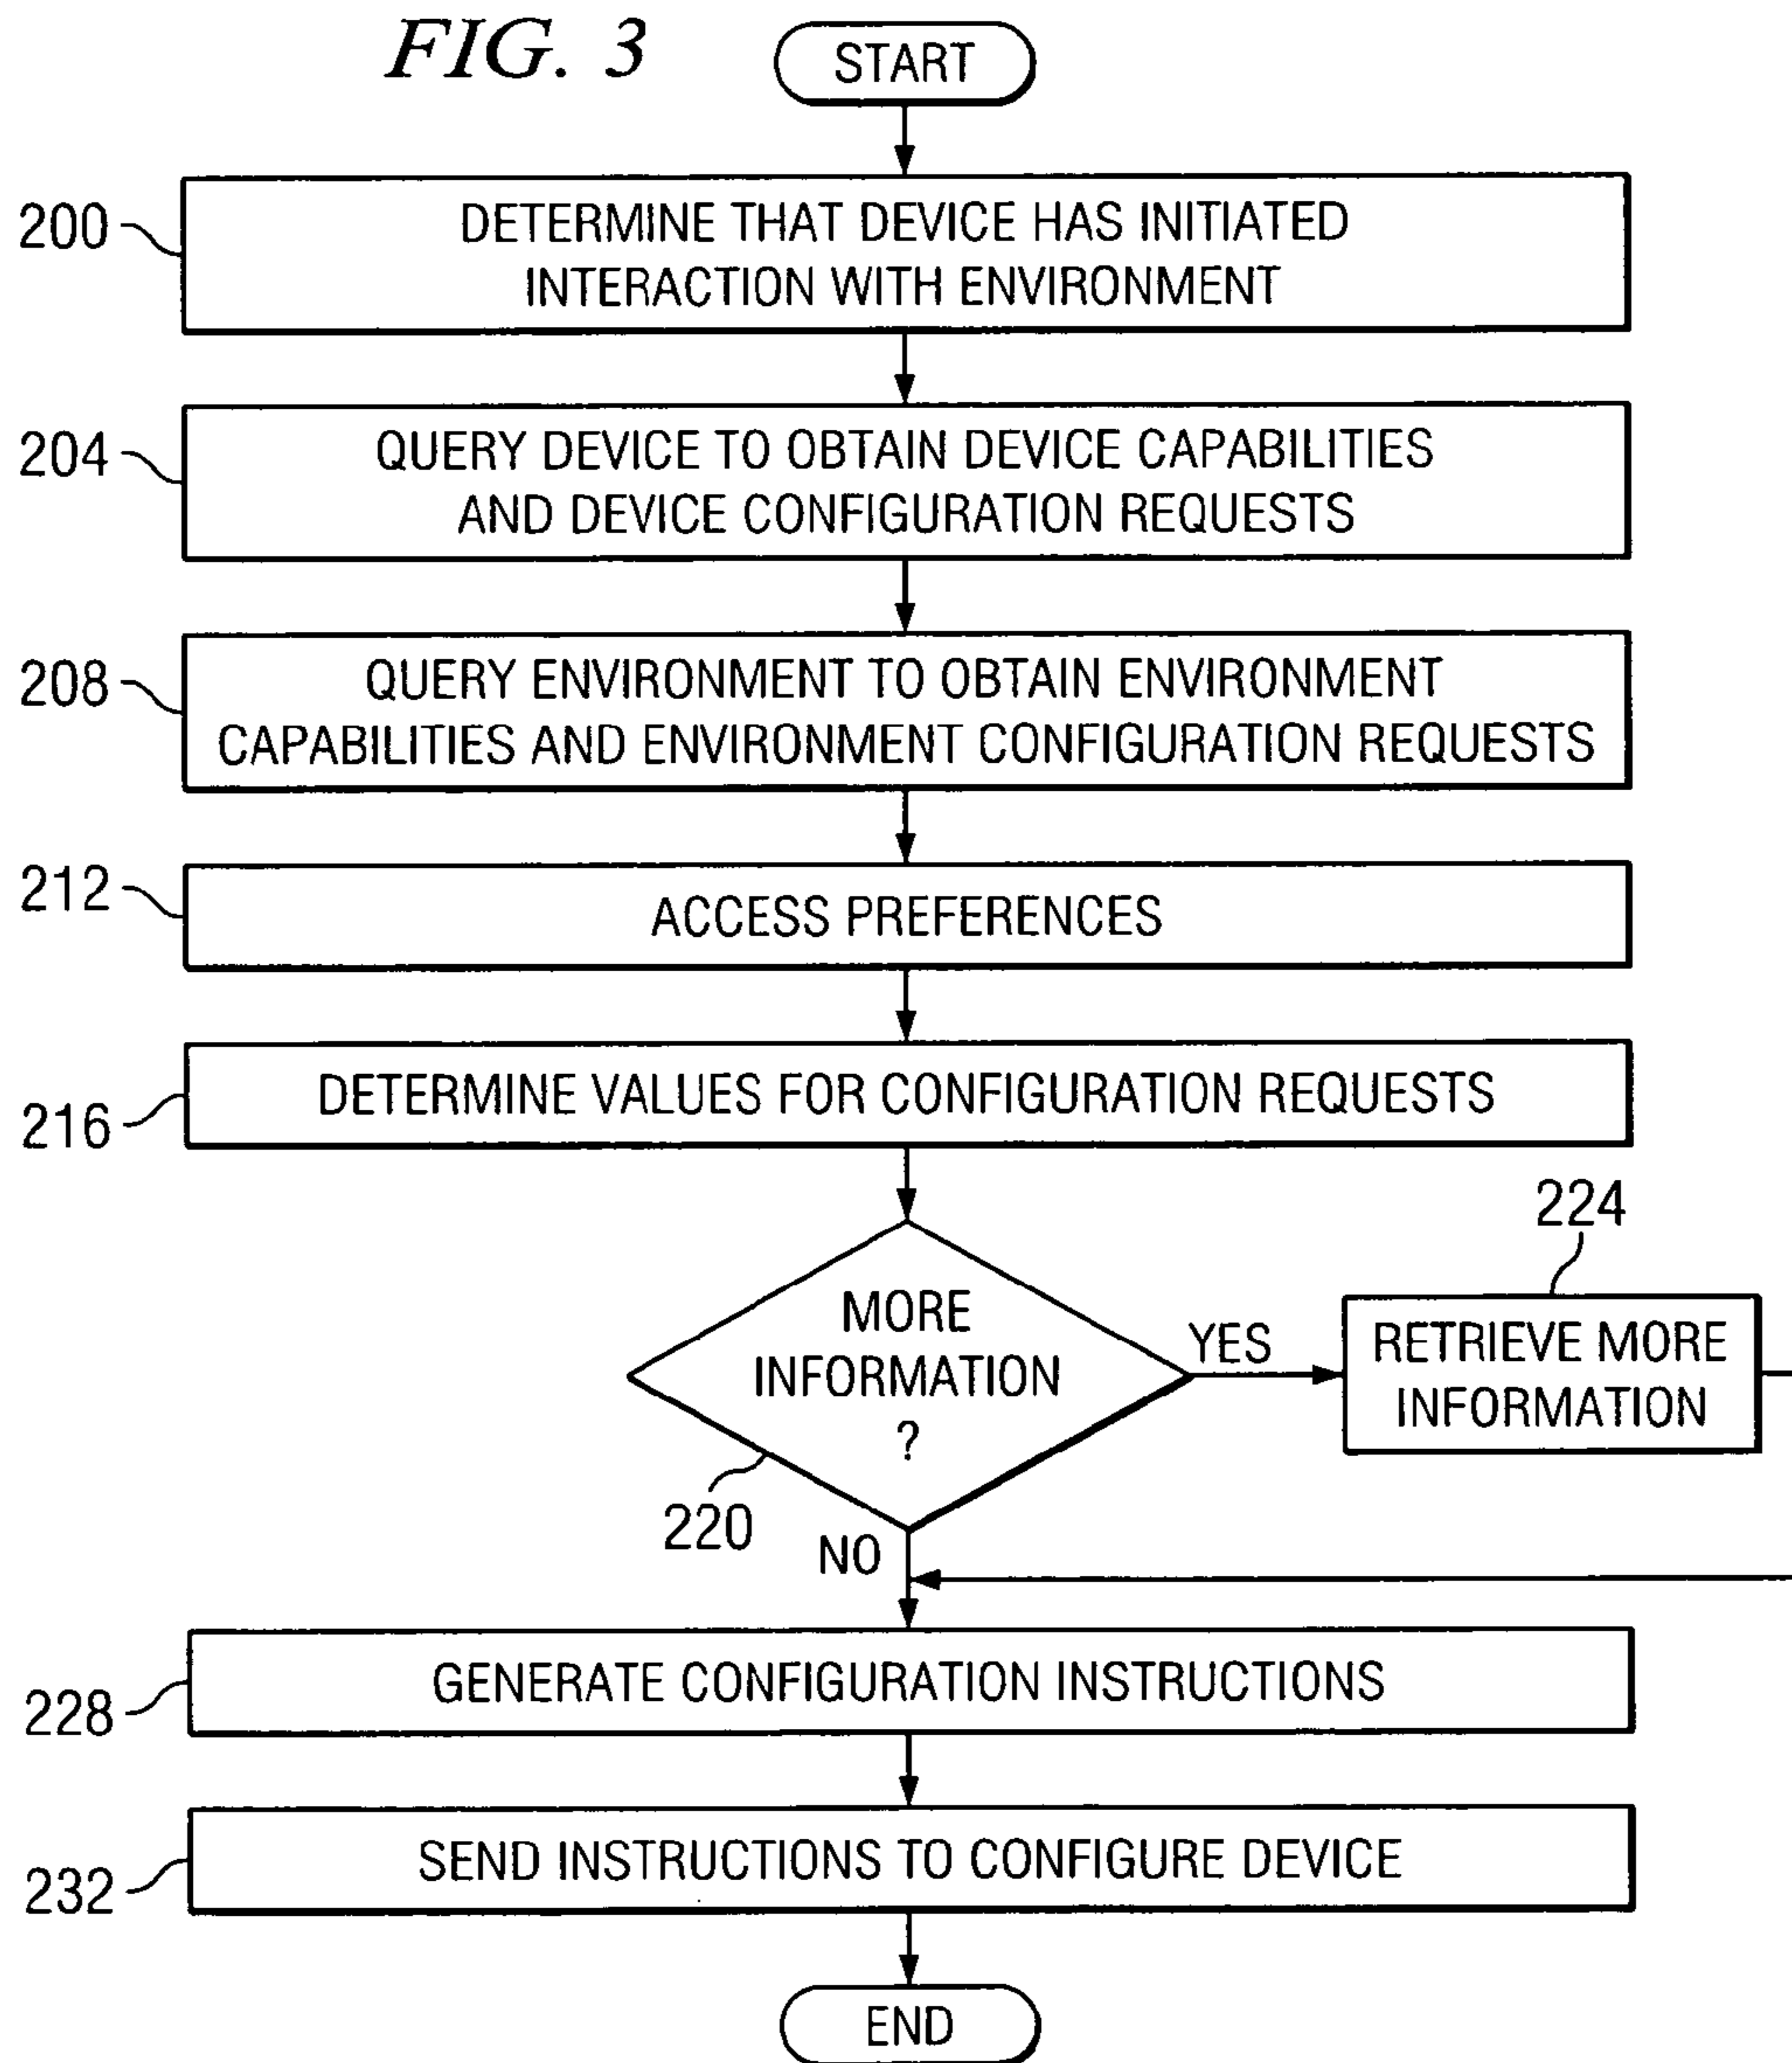 FIG. 3
START
200
DETERMINE THAT DEVICE HAS INITIATED
INTERACTION WITH ENVIRONMENT
204
QUERY DEVICE TO OBTAIN DEVICE CAPABILITIES
AND DEVICE CONFIGURATION REQUESTS
208
QUERY ENVIRONMENT TO OBTAIN ENVIRONMENT
CAPABILITIES AND ENVIRONMENT CONFIGURATION REQUESTS
212
ACCESS PREFERENCES
216
DETERMINE VALUES FOR CONFIGURATION REQUESTS
MORE
INFORMATION
?
220
YES
224
RETRIEVE MORE
INFORMATION
NO
228
GENERATE CONFIGURATION INSTRUCTIONS
232
SEND INSTRUCTIONS TO CONFIGURE DEVICE
END